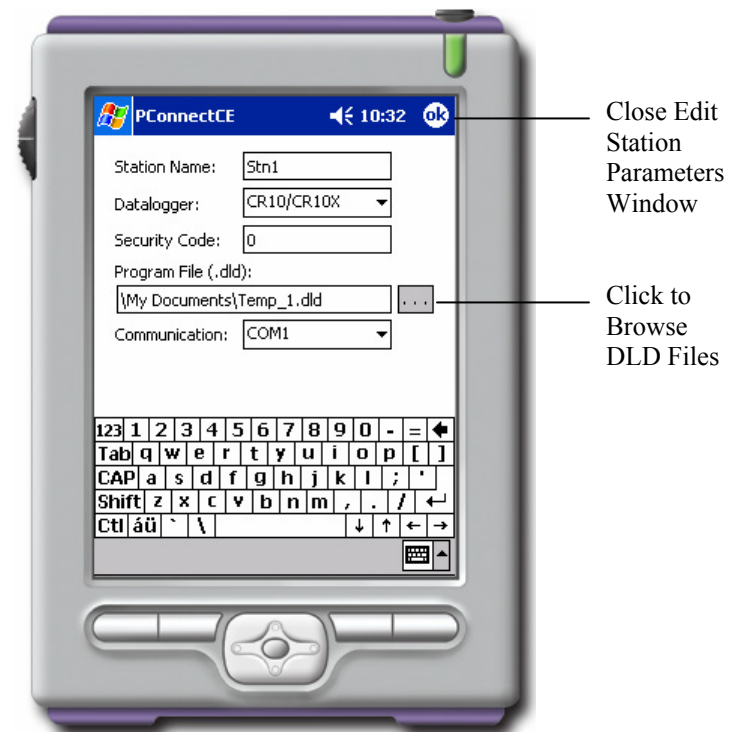 PConnectCE 10:32 ok
Station Name: Stn1
Datalogger: CR10/CR10X
Security Code: 0
Program File (.dld):
\My Documents\Temp_1.dld ...
Communication: COM1
123 1 2 3 4 5 6 7 8 9 0 - =
Tab q w e r t y u i o p [ ]
CAP a s d f g h j k l ; '
Shift z x c v b n m , . /
Ctl áü ` \ ↓ ↑ ← →
Close Edit
Station
Parameters
Window
Click to
Browse
DLD Files